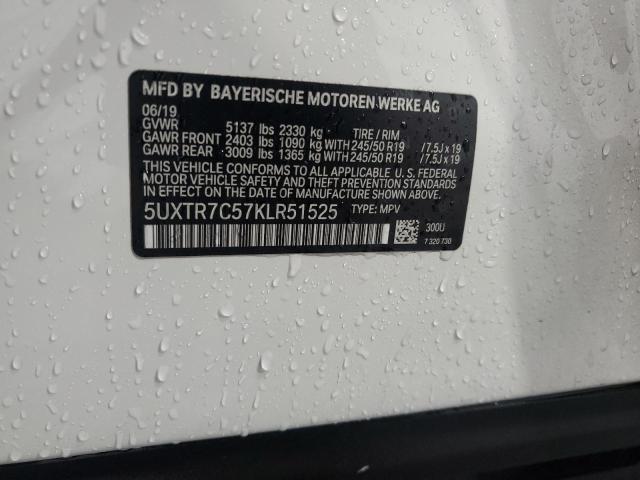 MFD BY BAYERISCHE MOTOREN WERKE AG
06/19
GVWR 5137 lbs 2330 kg TIRE / RIM
GAWR FRONT 2403 lbs 1090 kg WITH 245/50 R19 / 7.5J x 19
GAWR REAR 3009 lbs 1365 kg WITH 245/50 R19 / 7.5J x 19
THIS VEHICLE CONFORMS TO ALL APPLICABLE U.S. FEDERAL
MOTOR VEHICLE SAFETY STANDARDS IN EFFECT
ON THE DATE OF MANUFACTURE SHOWN ABOVE.
5UXTR7C57KLR51525 TYPE: MPV
300U
7 320 730